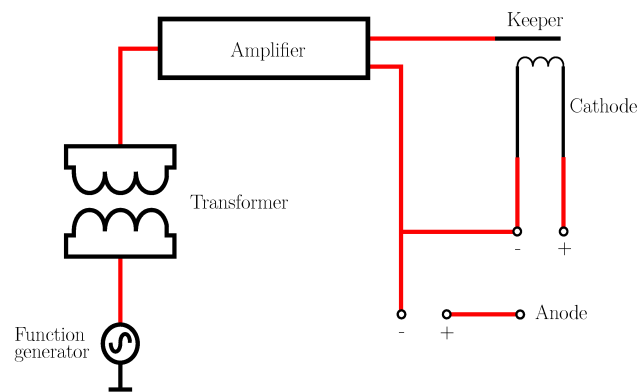 Keeper
Amplifier
Cathode
Transformer
- +
Anode
- +
Function
generator